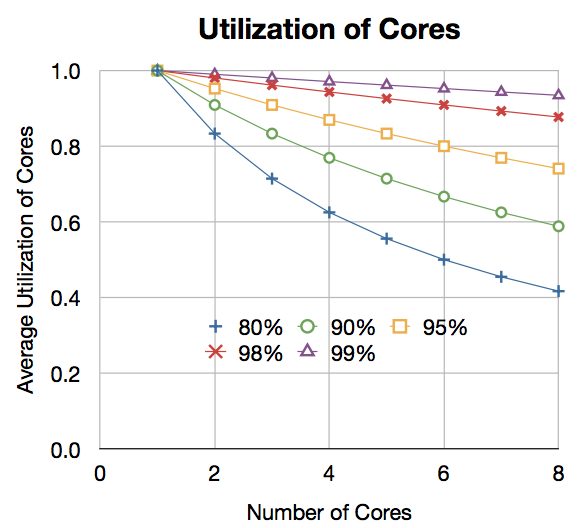 Utilization of Cores
Average Utilization of Cores
1.0
0.8
0.6
0.4
0.2
0.0
80% 90% 95%
98% 99%
0 2 4 6 8
Number of Cores